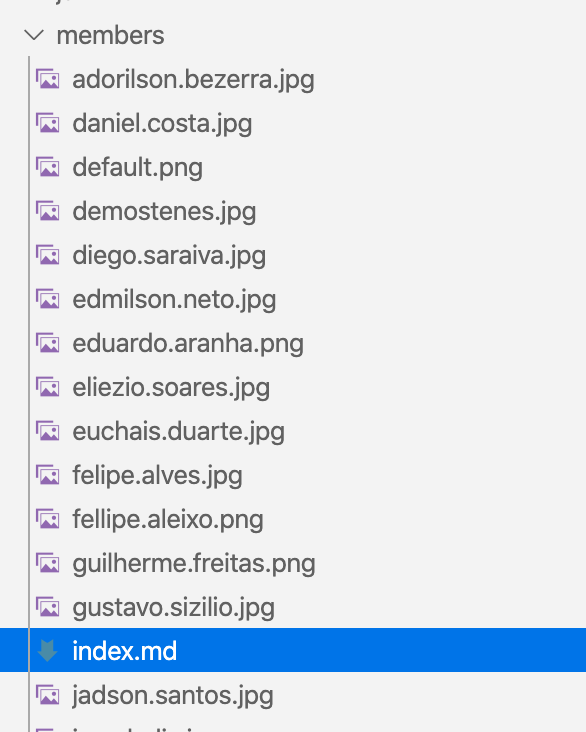 members
adorilson.bezerra.jpg
daniel.costa.jpg
default.png
demostenes.jpg
diego.saraiva.jpg
edmilson.neto.jpg
eduardo.aranha.png
eliezio.soares.jpg
euchais.duarte.jpg
felipe.alves.jpg
fellipe.aleixo.png
guilherme.freitas.png
gustavo.sizilio.jpg
index.md
jadson.santos.jpg